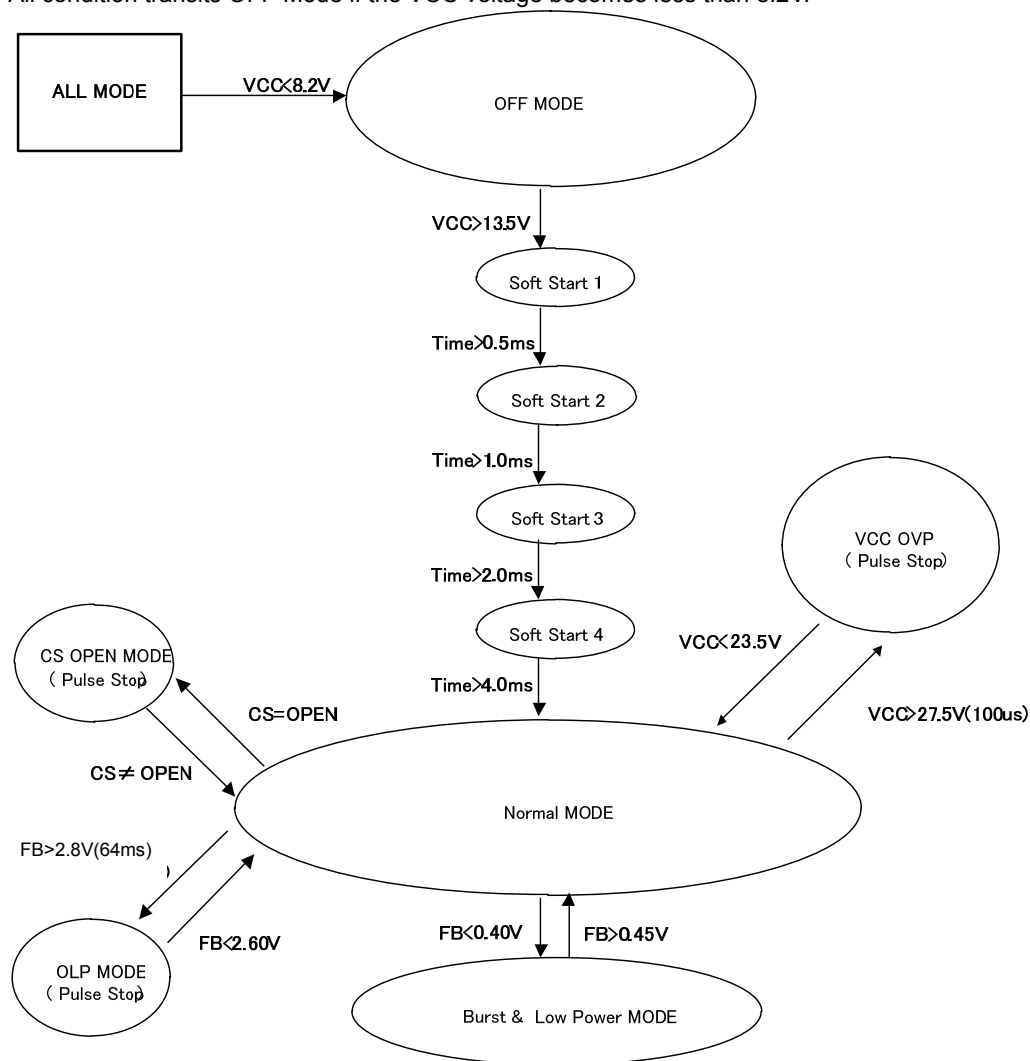 All condition transits OFF Mode if the VCC voltage becomes less than 8.2V.
ALL MODE
VCC<8.2V
OFF MODE
VCC>13.5V
Soft Start 1
Time>0.5ms
Soft Start 2
Time>1.0ms
Soft Start 3
Time>2.0ms
Soft Start 4
Time>4.0ms
VCC OVP
( Pulse Stop)
VCC<23.5V
VCC>27.5V(100us)
CS OPEN MODE
( Pulse Stop)
CS=OPEN
CS≠ OPEN
Normal MODE
FB>2.8V(64ms)
)
FB<2.60V
OLP MODE
( Pulse Stop)
FB<0.40V
FB>0.45V
Burst & Low Power MODE